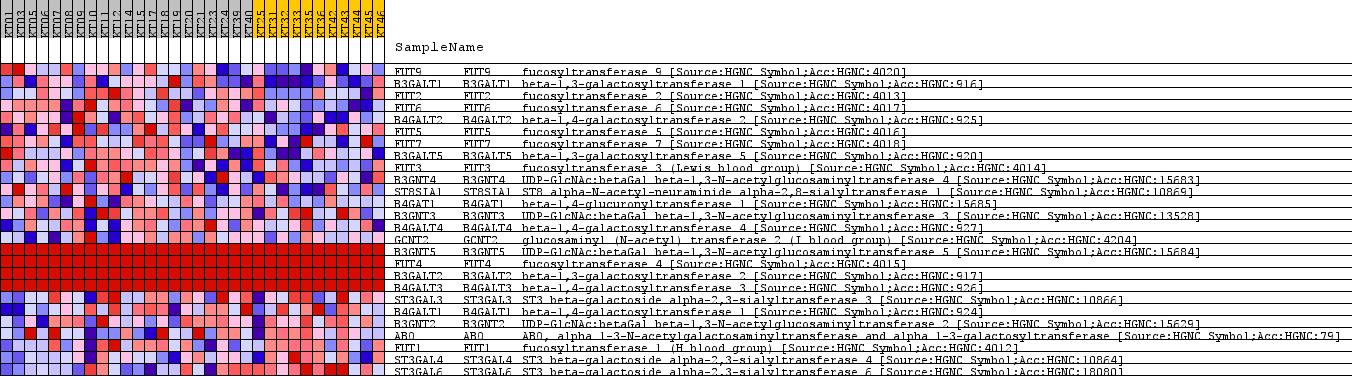 KT01 KT03 KT05 KT06 KT07 KT08 KT09 KT10 KT11 KT12 KT14 KT15 KT17 KT18 KT19 KT20 KT21 KT23 KT24 KT39 KT40 KT25 KT31 KT32 KT33 KT35 KT36 KT42 KT43 KT44 KT45 KT46
SampleName
FUT9 FUT9 fucosyltransferase 9 [Source:HGNC Symbol;Acc:HGNC:4020]
B3GALT1 B3GALT1 beta-1,3-galactosyltransferase 1 [Source:HGNC Symbol;Acc:HGNC:916]
FUT2 FUT2 fucosyltransferase 2 [Source:HGNC Symbol;Acc:HGNC:4013]
FUT6 FUT6 fucosyltransferase 6 [Source:HGNC Symbol;Acc:HGNC:4017]
B4GALT2 B4GALT2 beta-1,4-galactosyltransferase 2 [Source:HGNC Symbol;Acc:HGNC:925]
FUT5 FUT5 fucosyltransferase 5 [Source:HGNC Symbol;Acc:HGNC:4016]
FUT7 FUT7 fucosyltransferase 7 [Source:HGNC Symbol;Acc:HGNC:4018]
B3GALT5 B3GALT5 beta-1,3-galactosyltransferase 5 [Source:HGNC Symbol;Acc:HGNC:920]
FUT3 FUT3 fucosyltransferase 3 (Lewis blood group) [Source:HGNC Symbol;Acc:HGNC:4014]
B3GNT4 B3GNT4 UDP-GlcNAc:betaGal beta-1,3-N-acetylglucosaminyltransferase 4 [Source:HGNC Symbol;Acc:HGNC:15683]
ST8SIA1 ST8SIA1 ST8 alpha-N-acetyl-neuraminide alpha-2,8-sialyltransferase 1 [Source:HGNC Symbol;Acc:HGNC:10869]
B4GAT1 B4GAT1 beta-1,4-glucuronyltransferase 1 [Source:HGNC Symbol;Acc:HGNC:15685]
B3GNT3 B3GNT3 UDP-GlcNAc:betaGal beta-1,3-N-acetylglucosaminyltransferase 3 [Source:HGNC Symbol;Acc:HGNC:13528]
B4GALT4 B4GALT4 beta-1,4-galactosyltransferase 4 [Source:HGNC Symbol;Acc:HGNC:927]
GCNT2 GCNT2 glucosaminyl (N-acetyl) transferase 2 (I blood group) [Source:HGNC Symbol;Acc:HGNC:4204]
B3GNT5 B3GNT5 UDP-GlcNAc:betaGal beta-1,3-N-acetylglucosaminyltransferase 5 [Source:HGNC Symbol;Acc:HGNC:15684]
FUT4 FUT4 fucosyltransferase 4 [Source:HGNC Symbol;Acc:HGNC:4015]
B3GALT2 B3GALT2 beta-1,3-galactosyltransferase 2 [Source:HGNC Symbol;Acc:HGNC:917]
B4GALT3 B4GALT3 beta-1,4-galactosyltransferase 3 [Source:HGNC Symbol;Acc:HGNC:926]
ST3GAL3 ST3GAL3 ST3 beta-galactoside alpha-2,3-sialyltransferase 3 [Source:HGNC Symbol;Acc:HGNC:10866]
B4GALT1 B4GALT1 beta-1,4-galactosyltransferase 1 [Source:HGNC Symbol;Acc:HGNC:924]
B3GNT2 B3GNT2 UDP-GlcNAc:betaGal beta-1,3-N-acetylglucosaminyltransferase 2 [Source:HGNC Symbol;Acc:HGNC:15629]
ABO ABO ABO, alpha 1-3-N-acetylgalactosaminyltransferase and alpha 1-3-galactosyltransferase [Source:HGNC Symbol;Acc:HGNC:79]
FUT1 FUT1 fucosyltransferase 1 (H blood group) [Source:HGNC Symbol;Acc:HGNC:4012]
ST3GAL4 ST3GAL4 ST3 beta-galactoside alpha-2,3-sialyltransferase 4 [Source:HGNC Symbol;Acc:HGNC:10864]
ST3GAL6 ST3GAL6 ST3 beta-galactoside alpha-2,3-sialyltransferase 6 [Source:HGNC Symbol;Acc:HGNC:18080]